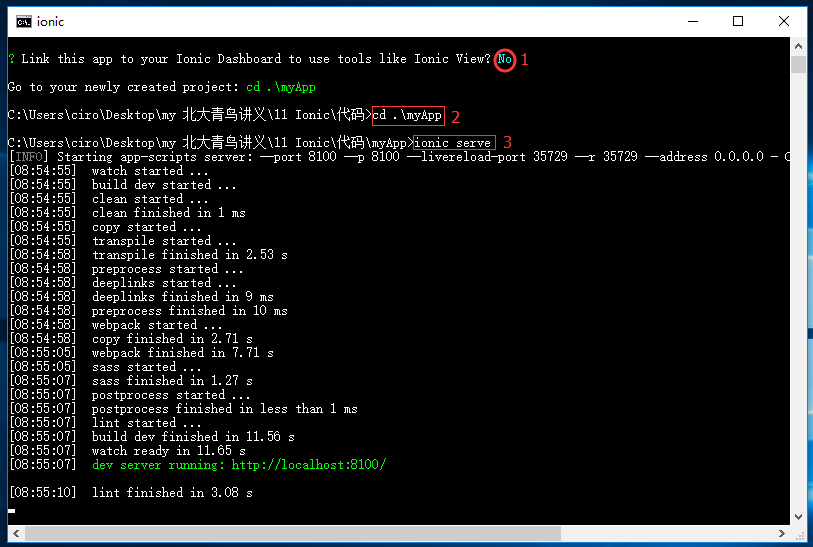 ionic
? Link this app to your Ionic Dashboard to use tools like Ionic View? No 1
Go to your newly created project: cd .\myApp
C:\Users\ciro\Desktop\my 北大青鸟讲义\11 Ionic\代码>cd .\myApp 2
C:\Users\ciro\Desktop\my 北大青鸟讲义\11 Ionic\代码\myApp>ionic serve 3
[INFO] Starting app-scripts server: --port 8100 --p 8100 --livereload-port 35729 --r 35729 --address 0.0.0.0 - C
[08:54:55] watch started ...
[08:54:55] build dev started ...
[08:54:55] clean started ...
[08:54:55] clean finished in 1 ms
[08:54:55] copy started ...
[08:54:55] transpile started ...
[08:54:58] transpile finished in 2.53 s
[08:54:58] preprocess started ...
[08:54:58] deeplinks started ...
[08:54:58] deeplinks finished in 9 ms
[08:54:58] preprocess finished in 10 ms
[08:54:58] webpack started ...
[08:54:58] copy finished in 2.71 s
[08:55:05] webpack finished in 7.71 s
[08:55:05] sass started ...
[08:55:07] sass finished in 1.27 s
[08:55:07] postprocess started ...
[08:55:07] postprocess finished in less than 1 ms
[08:55:07] lint started ...
[08:55:07] build dev finished in 11.56 s
[08:55:07] watch ready in 11.65 s
[08:55:07] dev server running: http://localhost:8100/
[08:55:10] lint finished in 3.08 s